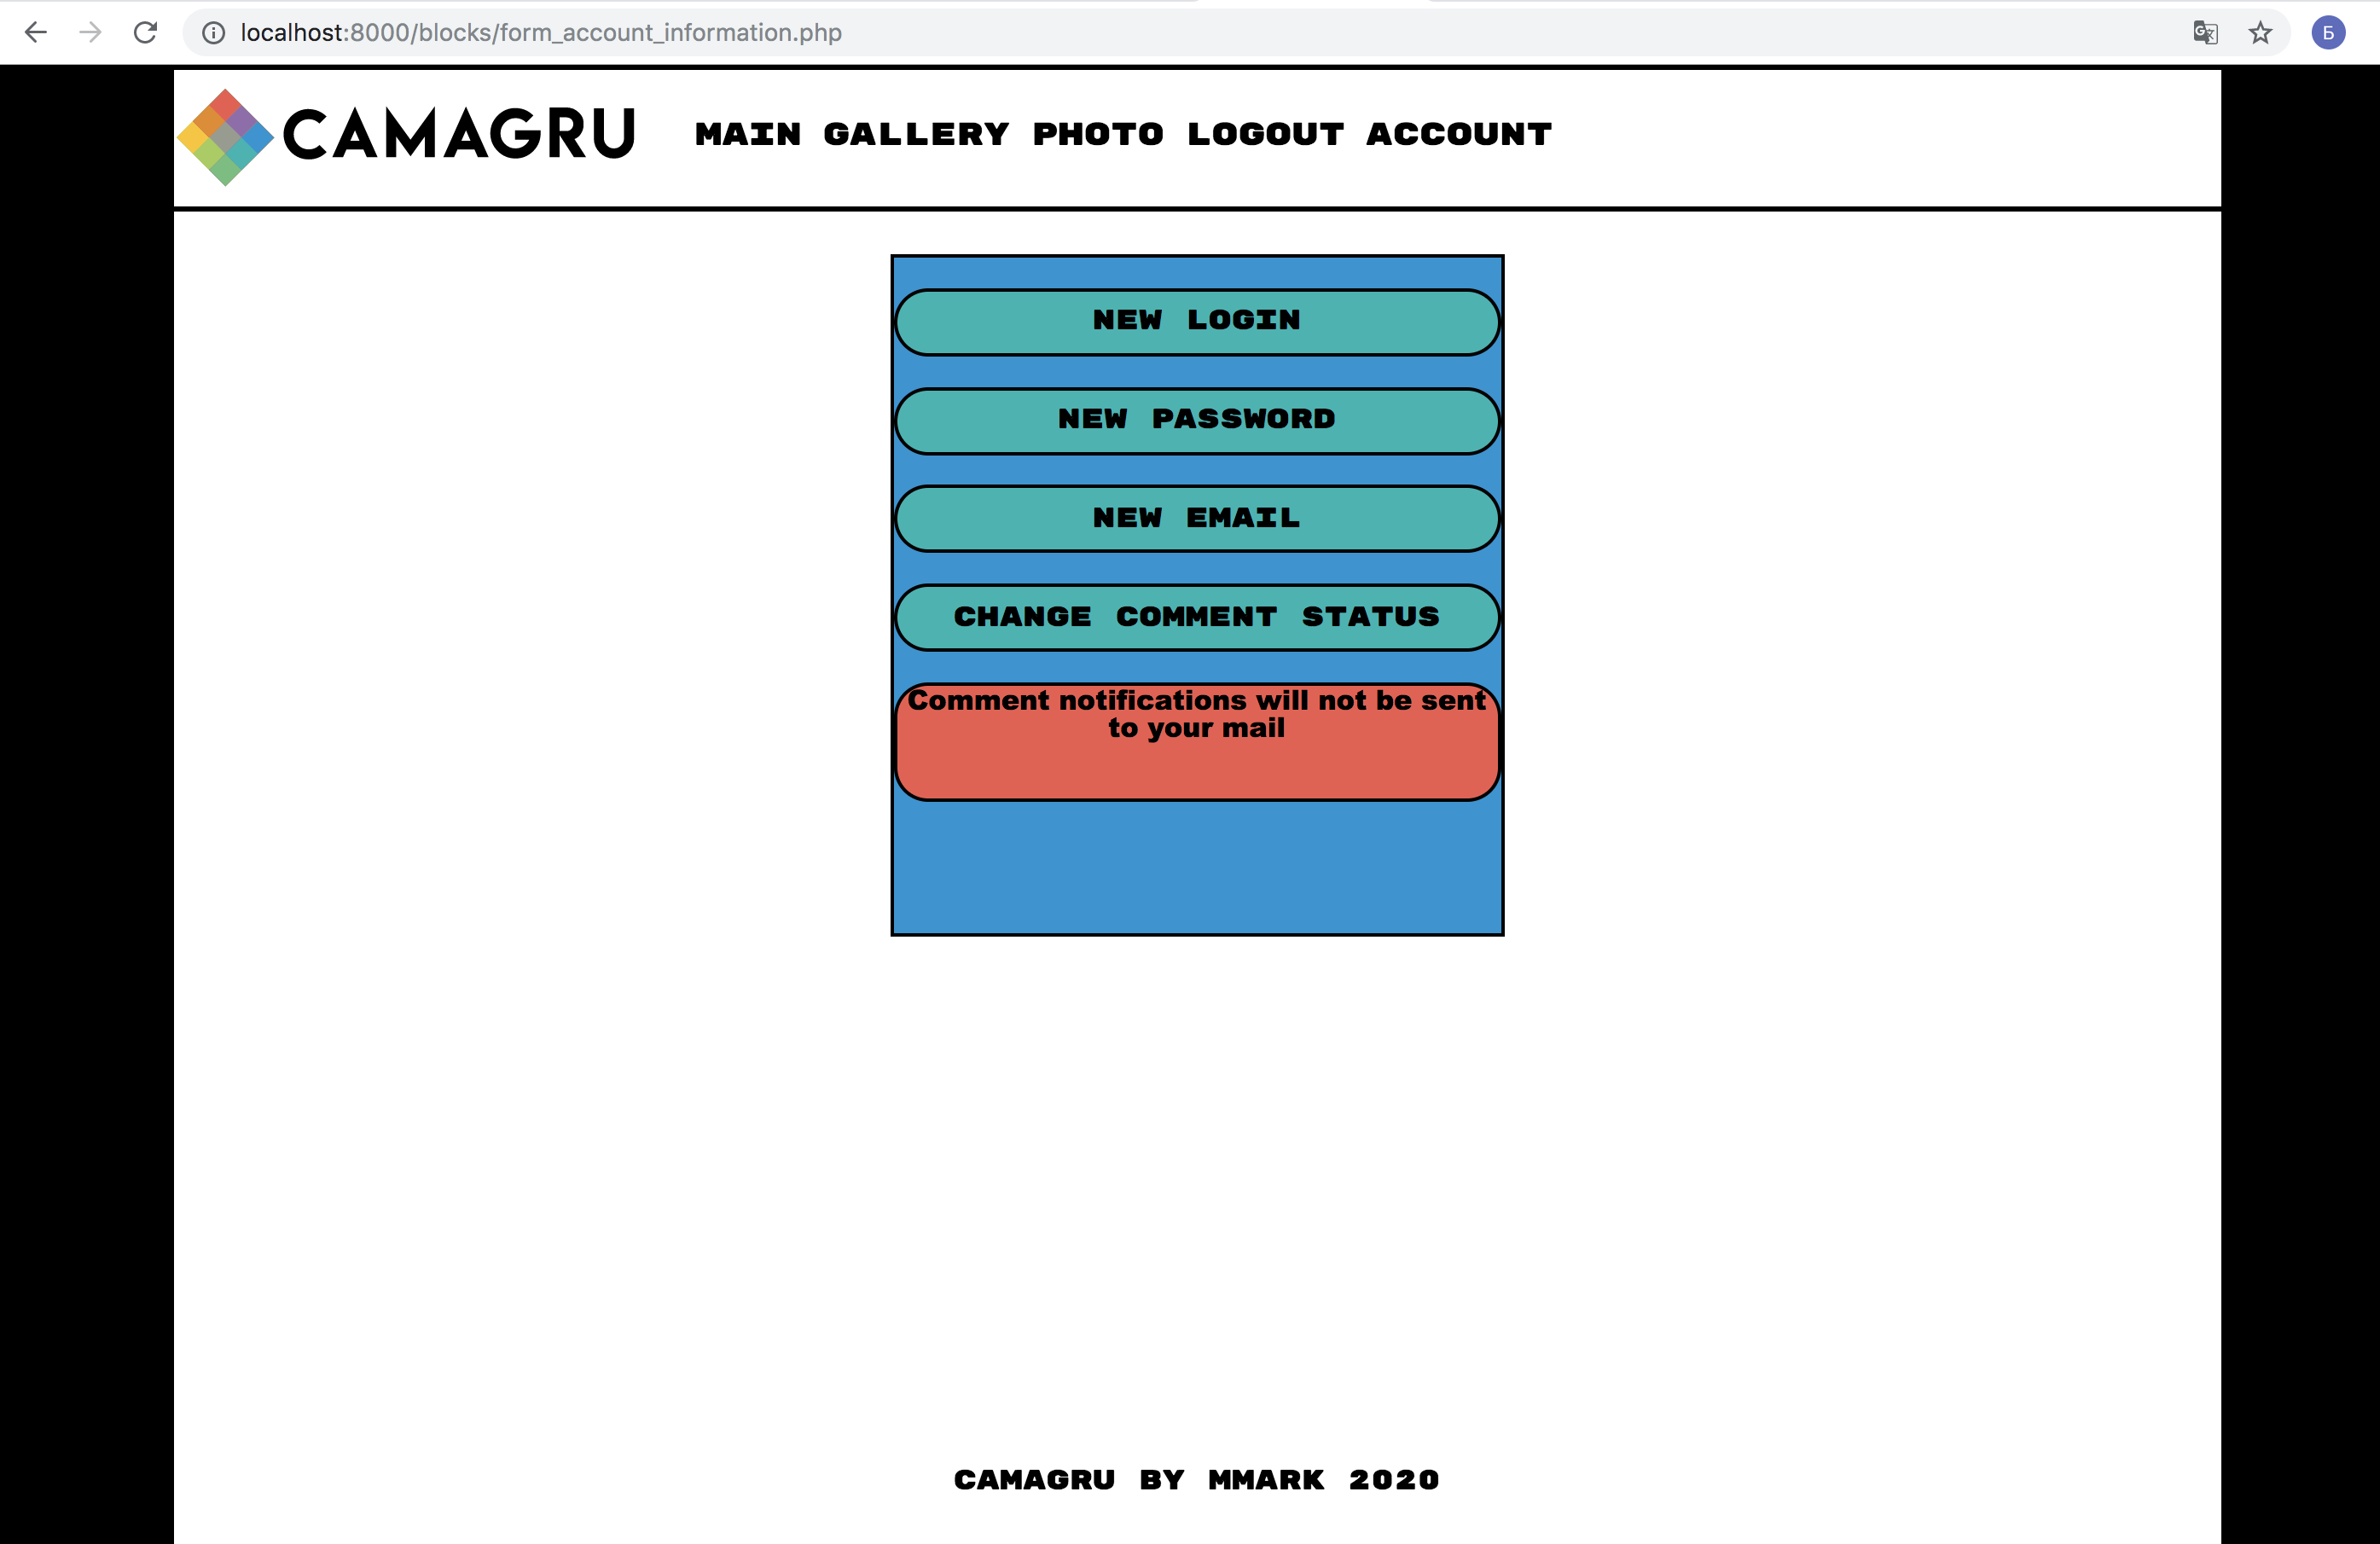 localhost:8000/blocks/form_account_information.php
Б
CAMAGRU
MAIN GALLERY PHOTO LOGOUT ACCOUNT
NEW LOGIN
NEW PASSWORD
NEW EMAIL
CHANGE COMMENT STATUS
Comment notifications will not be sent
to your mail
CAMAGRU BY MMARK 2020